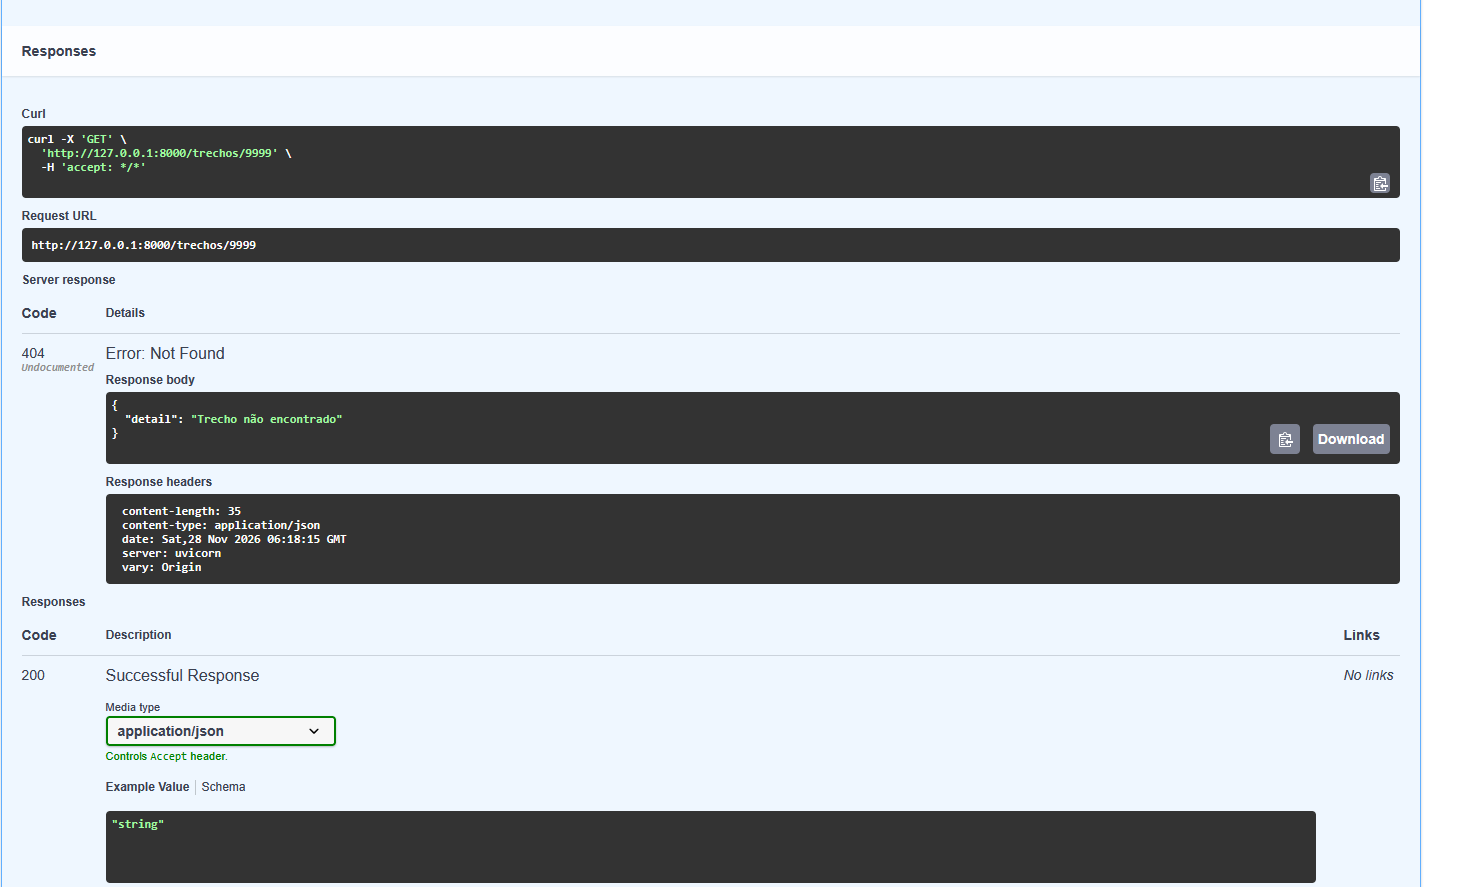 Responses
Curl
curl -X 'GET' \
'http://127.0.0.1:8000/trechos/9999' \
-H 'accept: */*'
Request URL
http://127.0.0.1:8000/trechos/9999
Server response
Code Details
404 Error: Not Found
Undocumented
Response body
{
"detail": "Trecho não encontrado"
}
Download
Response headers
content-length: 35
content-type: application/json
date: Sat,28 Nov 2026 06:18:15 GMT
server: uvicorn
vary: Origin
Responses
Code Description Links
200 Successful Response No links
Media type
application/json
Controls Accept header.
Example Value Schema
"string"